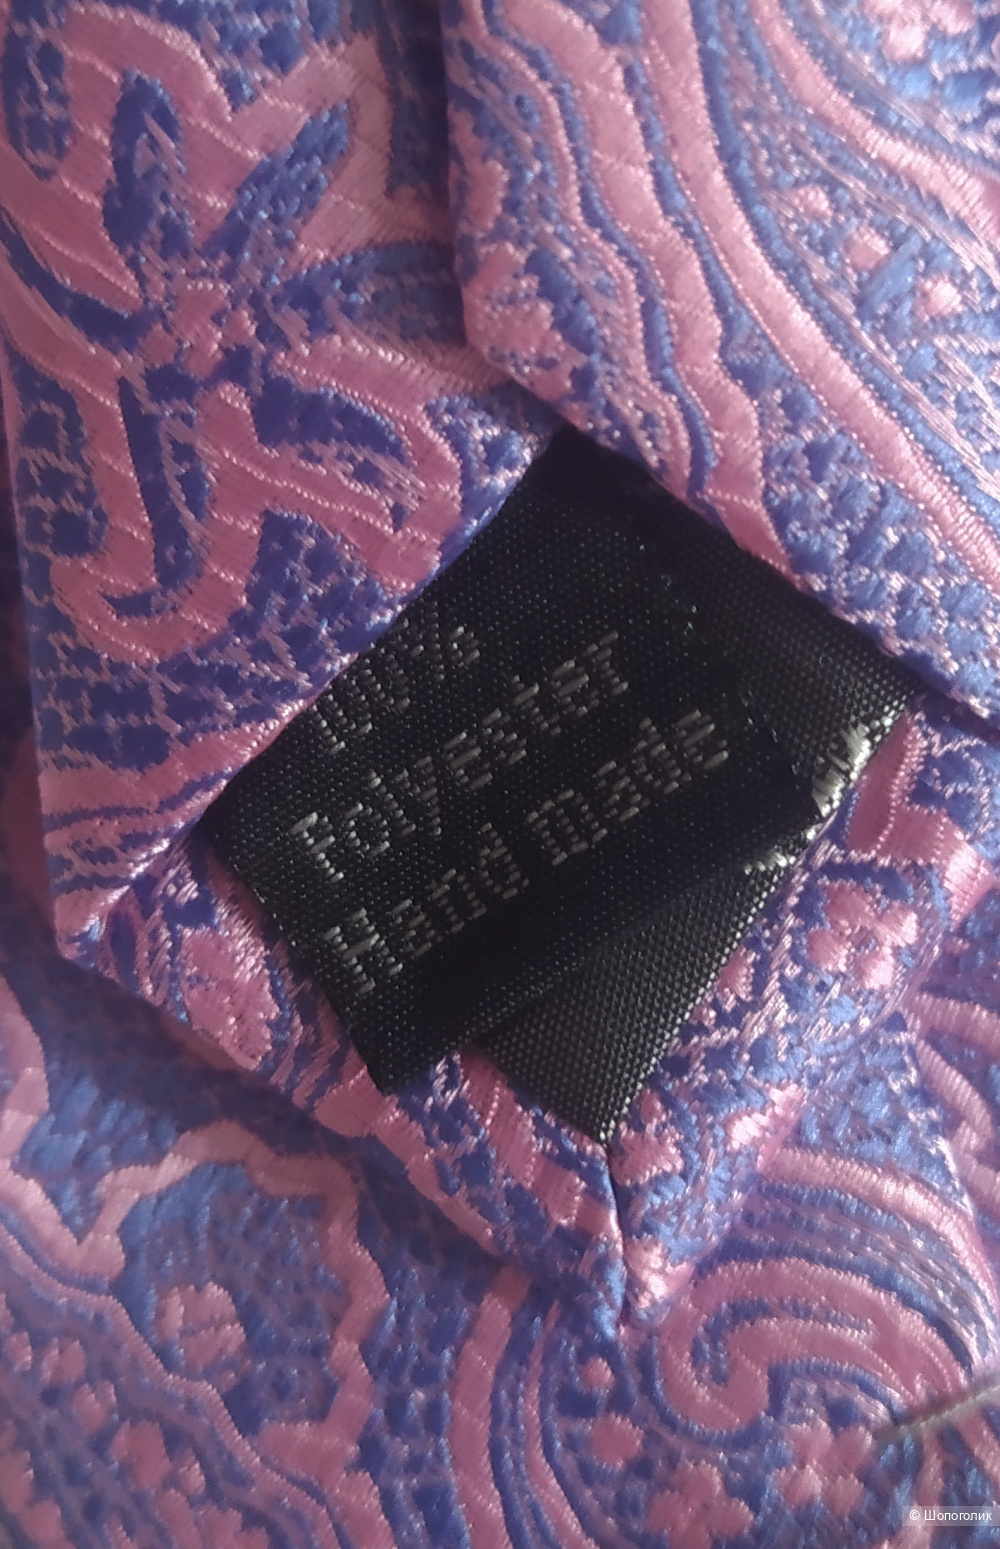 100%
Polyester
Hand made
© Шопоголик